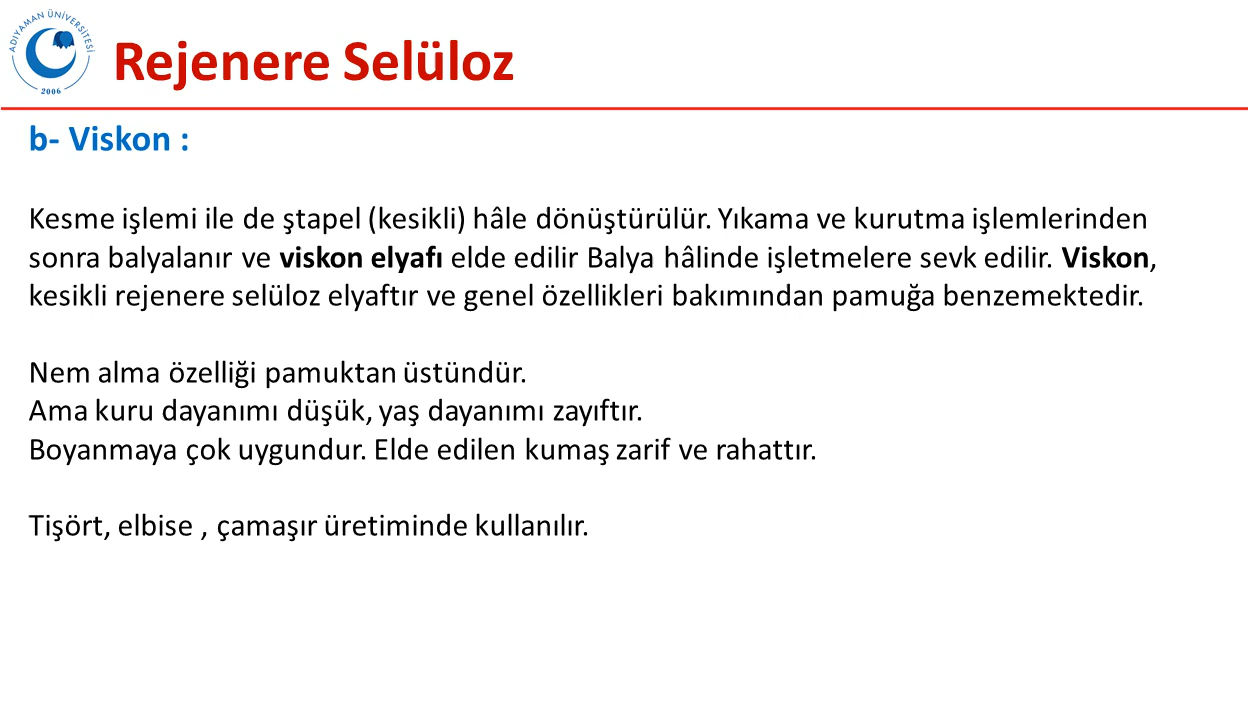 ADIYAMAN ÜNİVERSİTESİ
2006
Rejenere Selüloz
b- Viskon :
Kesme işlemi ile de ştapel (kesikli) hâle dönüştürülür. Yıkama ve kurutma işlemlerinden
sonra balyalanır ve viskon elyafı elde edilir Balya hâlinde işletmelere sevk edilir. Viskon,
kesikli rejenere selüloz elyaftır ve genel özellikleri bakımından pamuğa benzemektedir.
Nem alma özelliği pamuktan üstündür.
Ama kuru dayanımı düşük, yaş dayanımı zayıftır.
Boyanmaya çok uygundur. Elde edilen kumaş zarif ve rahattır.
Tişört, elbise , çamaşır üretiminde kullanılır.